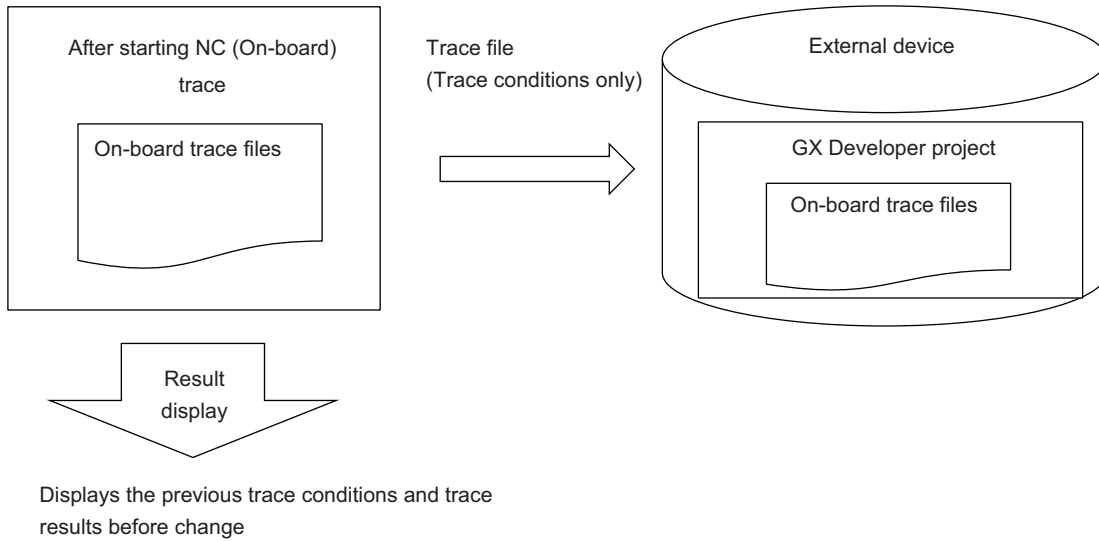 After starting NC (On-board)
trace
On-board trace files
Trace file
(Trace conditions only)
External device
GX Developer project
On-board trace files
Result
display
Displays the previous trace conditions and trace
results before change